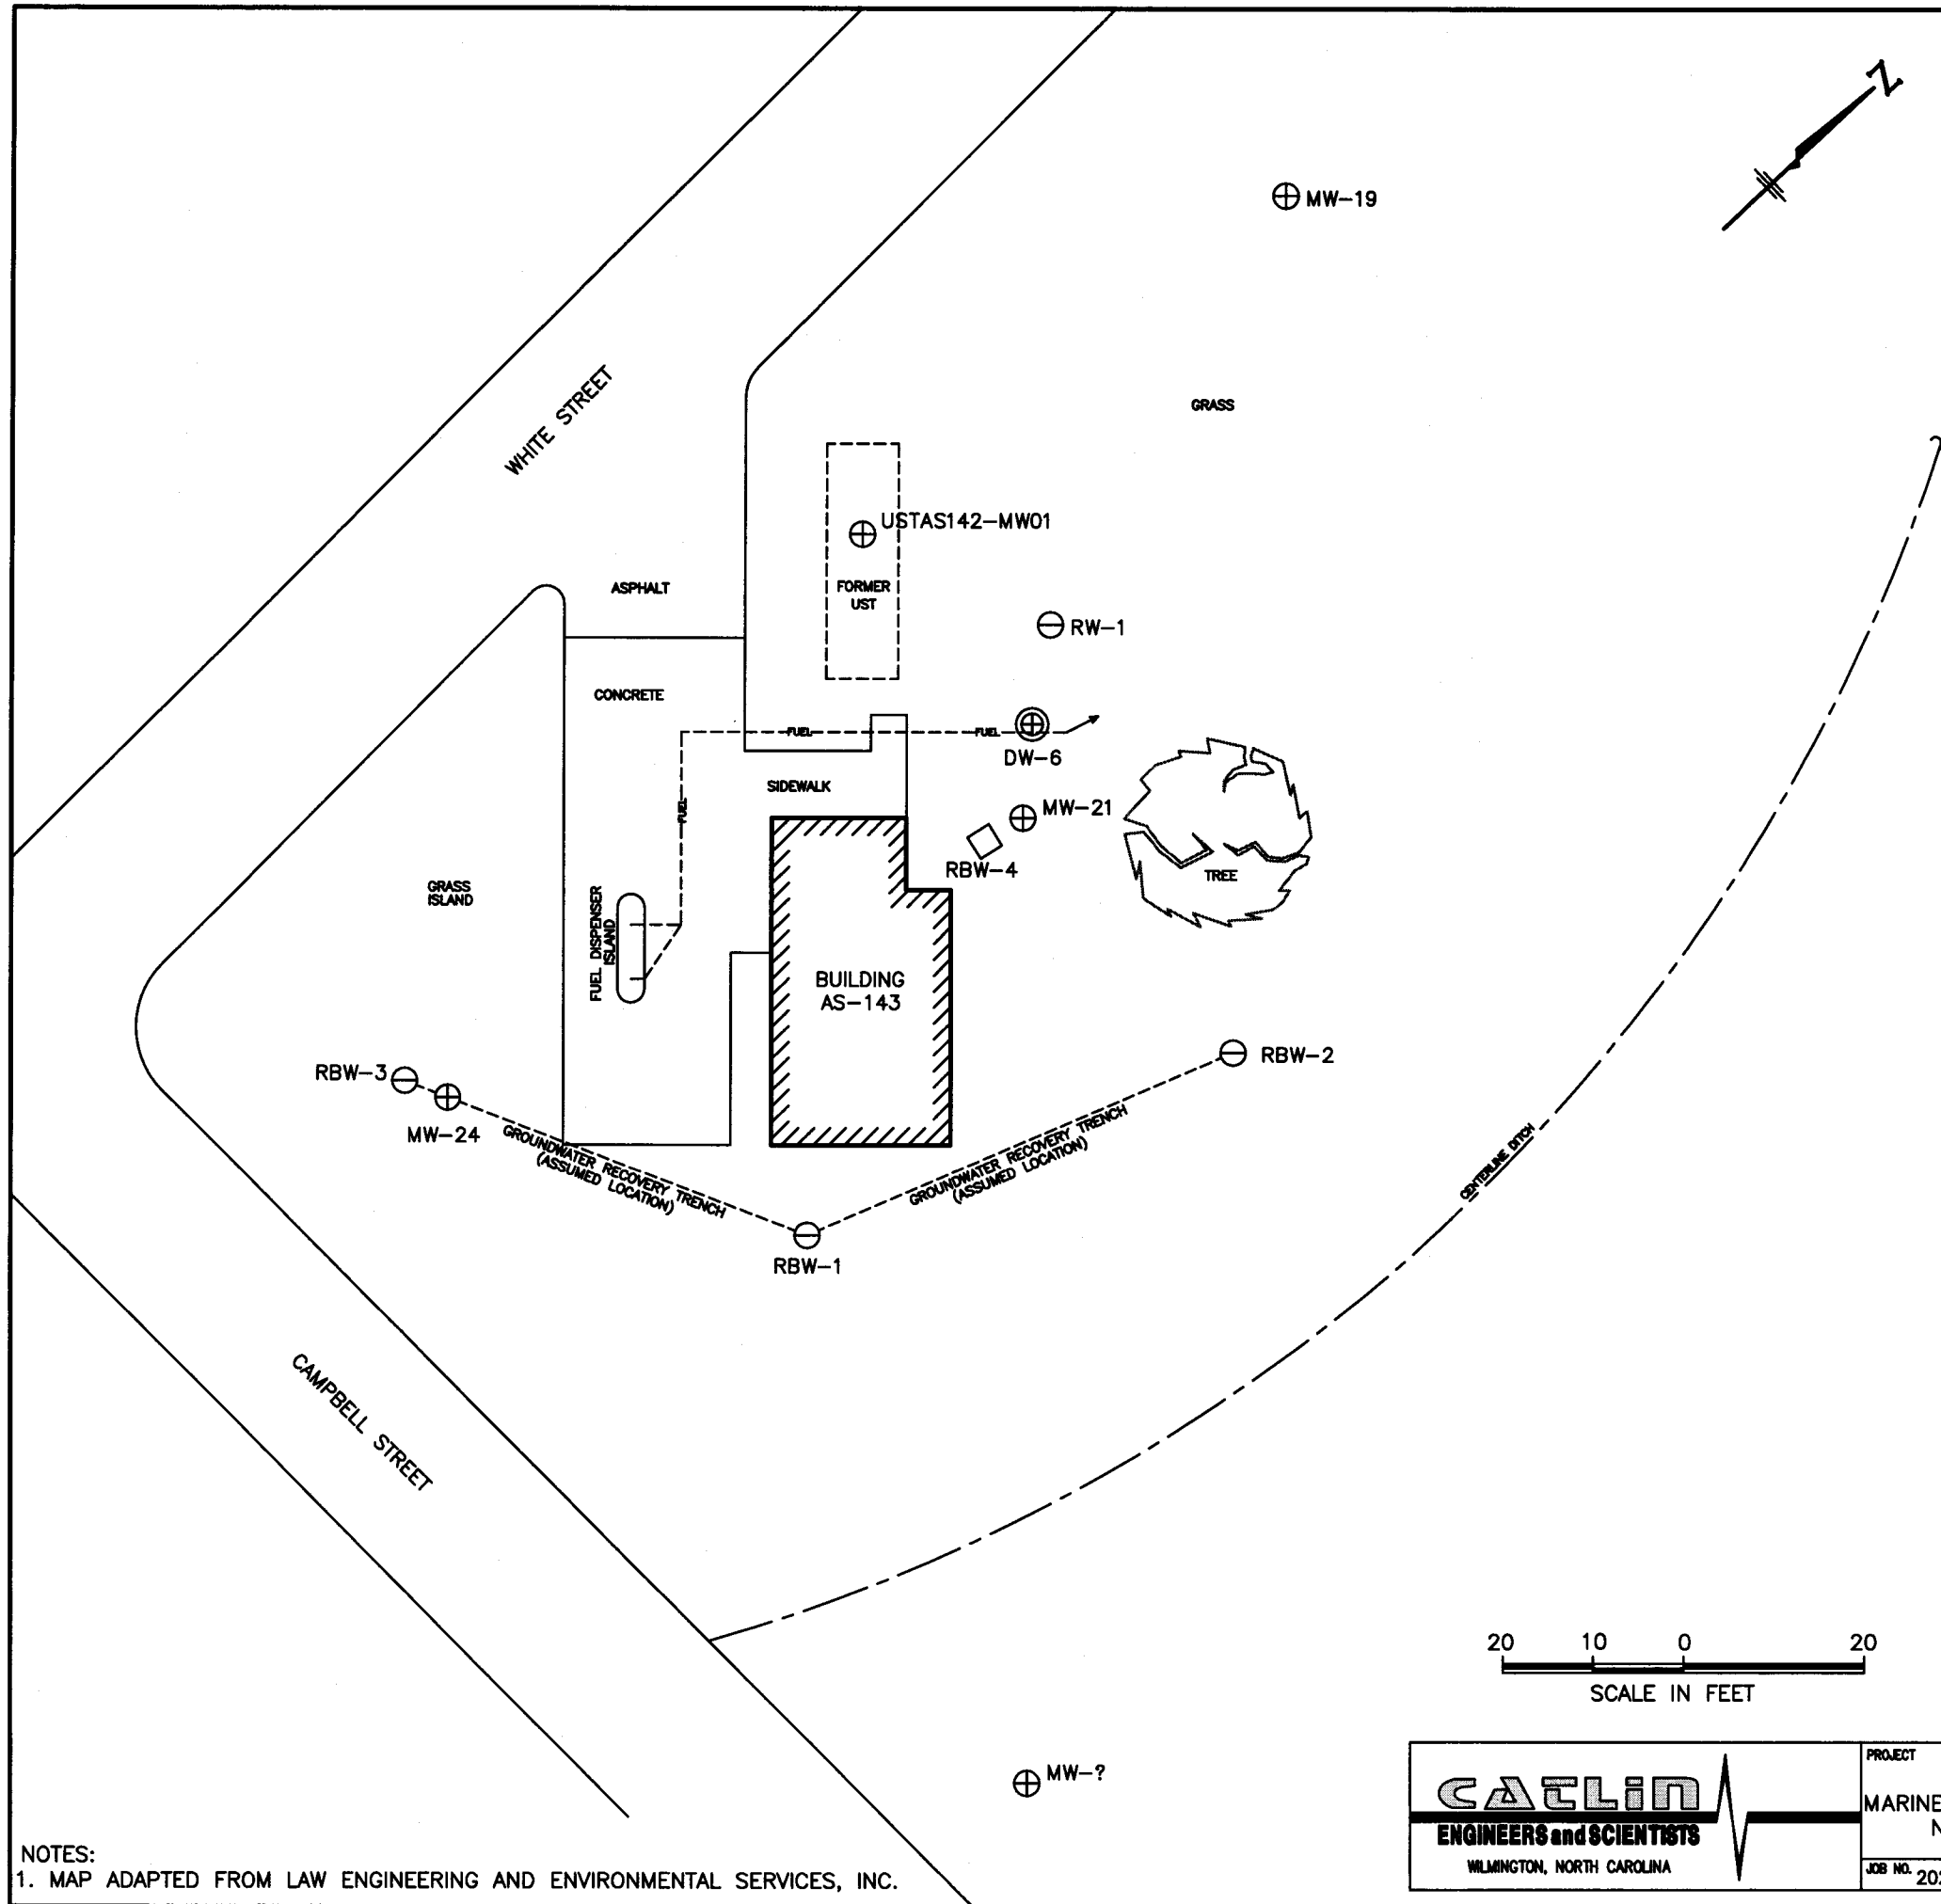 N
MW-19
WHITE STREET
GRASS
USTAS142-MW01
ASPHALT
FORMER
UST
RW-1
CONCRETE
FUEL
FUEL
DW-6
SIDEWALK
FUEL
MW-21
RBW-4
TREE
GRASS
ISLAND
FUEL DISPENSER
ISLAND
BUILDING
AS-143
RBW-3
RBW-2
MW-24
GROUNDWATER RECOVERY TRENCH
(ASSUMED LOCATION)
GROUNDWATER RECOVERY TRENCH
(ASSUMED LOCATION)
CENTERLINE DITCH
RBW-1
CAMPBELL STREET
20 10 0 20
SCALE IN FEET
MW-?
CATLIN
ENGINEERS and SCIENTISTS
WILMINGTON, NORTH CAROLINA
PROJECT
MARINE
N
JOB NO. 202
NOTES:
1. MAP ADAPTED FROM LAW ENGINEERING AND ENVIRONMENTAL SERVICES, INC.